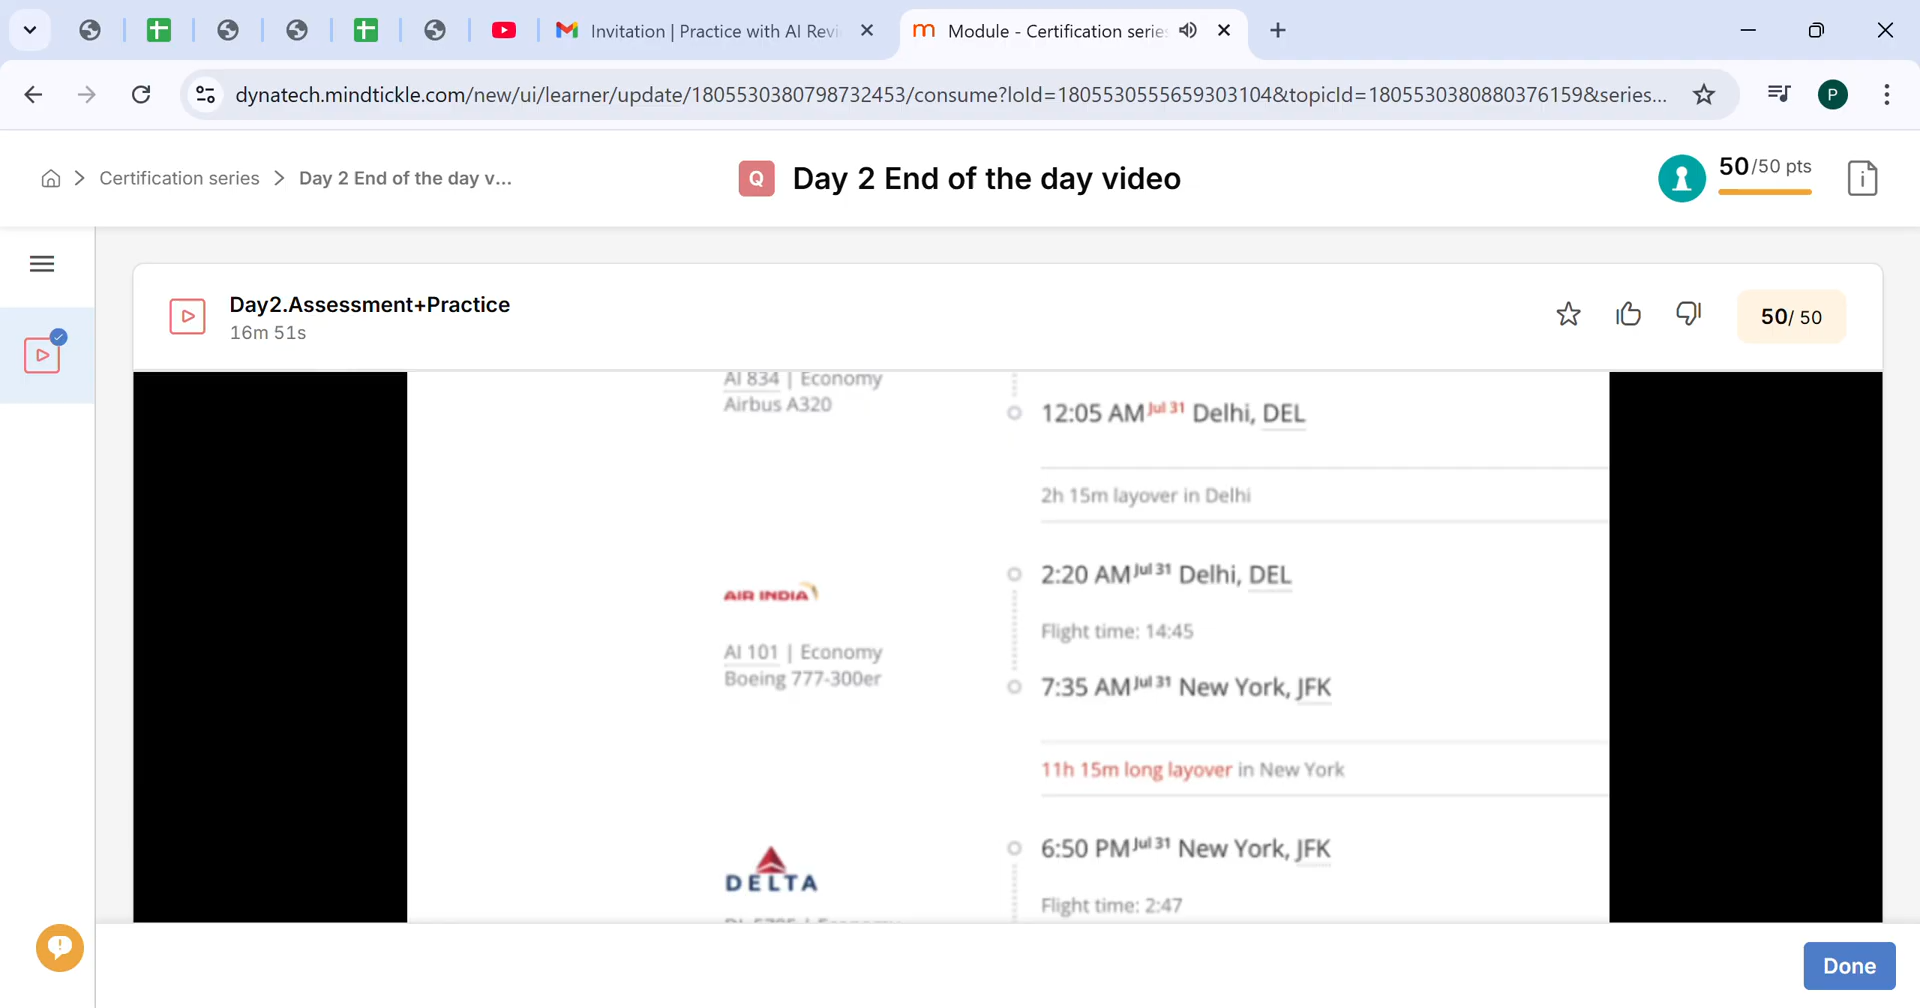 Invitation | Practice with AI Revi
Module - Certification serie
dynatech.mindtickle.com/new/ui/learner/update/1805530380798732453/consume?loId=1805530555659303104&topicId=1805530380880376159&series...
P
Certification series
Day 2 End of the day v...
Q
Day 2 End of the day video
50/50 pts
Day2.Assessment+Practice
16m 51s
50/ 50
AI 834 | Economy
Airbus A320
12:05 AM Jul 31 Delhi, DEL
2h 15m layover in Delhi
AIR INDIA
2:20 AM Jul 31 Delhi, DEL
Flight time: 14:45
AI 101 | Economy
Boeing 777-300er
7:35 AM Jul 31 New York, JFK
11h 15m long layover in New York
DELTA
6:50 PM Jul 31 New York, JFK
Flight time: 2:47
Done